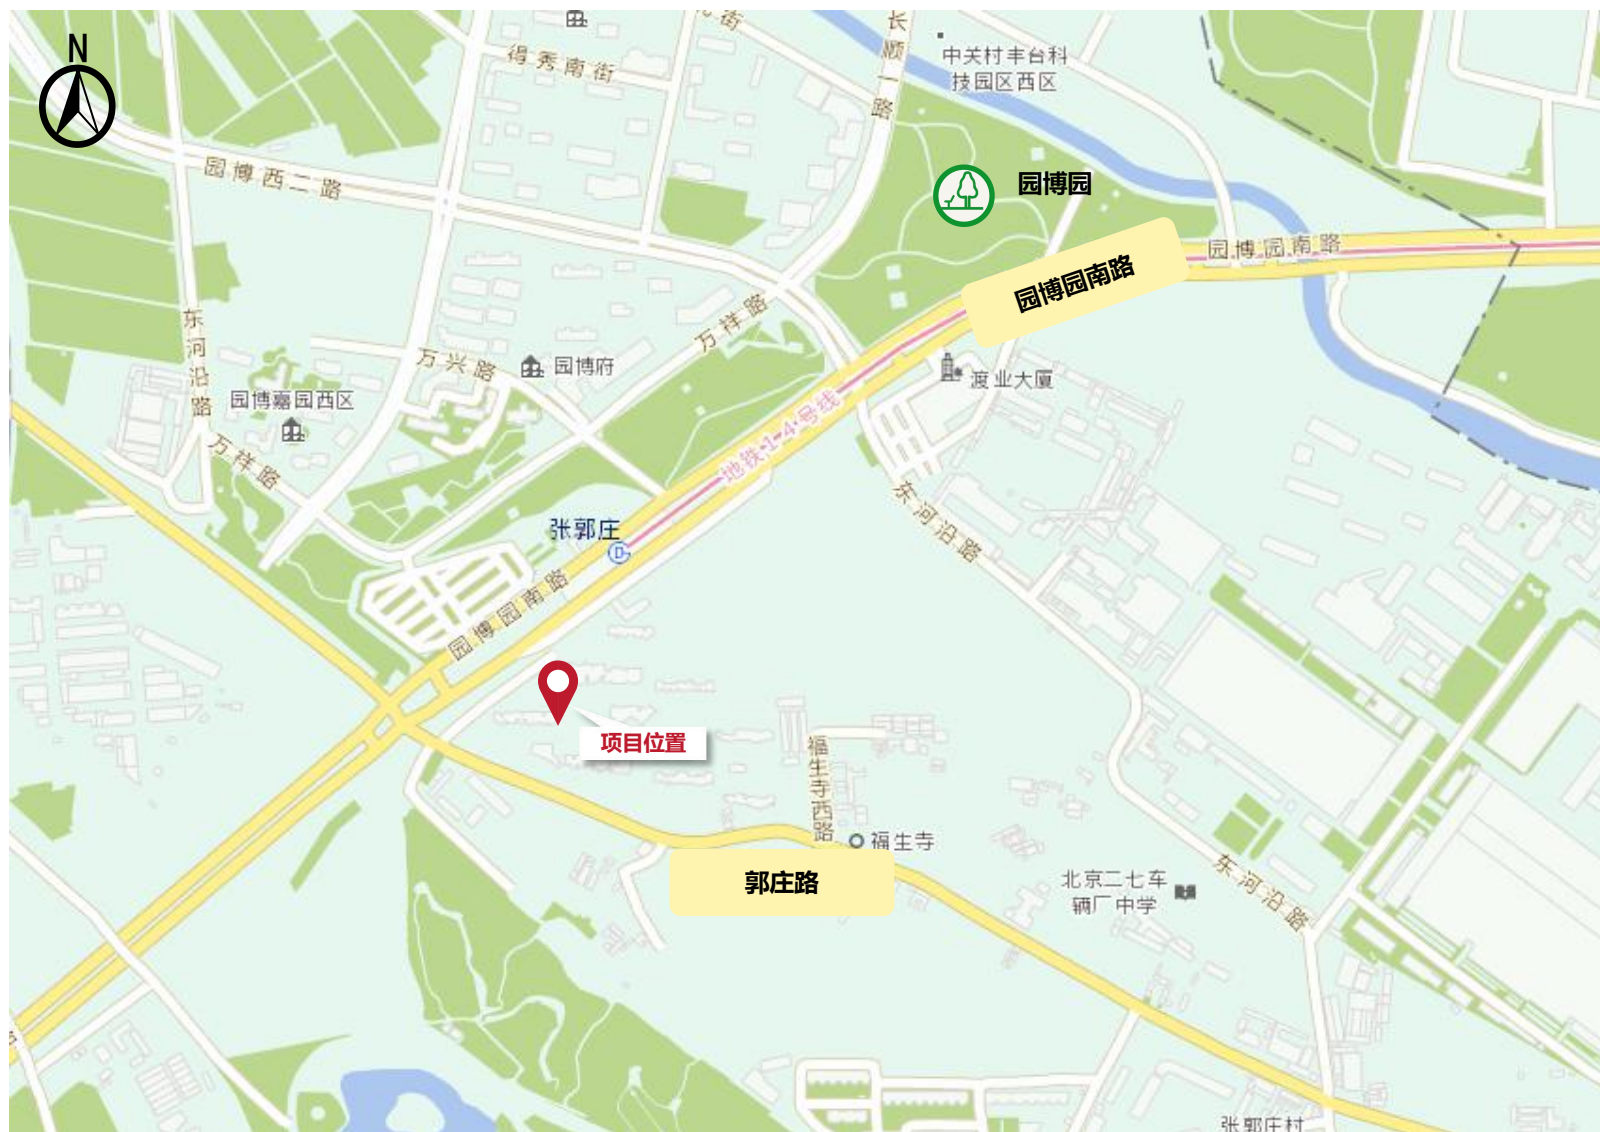 N
得秀南街
街
长顺一路
中关村丰台科
技园区西区
园博西二路
园博园
园博园南路
园博园南路
东河沿路
万祥路
万兴路
园博府
渡业大厦
园博嘉园西区
万祥路
地铁14号线
东河沿路
张郭庄
园博园南路
项目位置
福生寺西路
福生寺
郭庄路
北京二七车
辆厂中学
东河沿路
张郭庄村